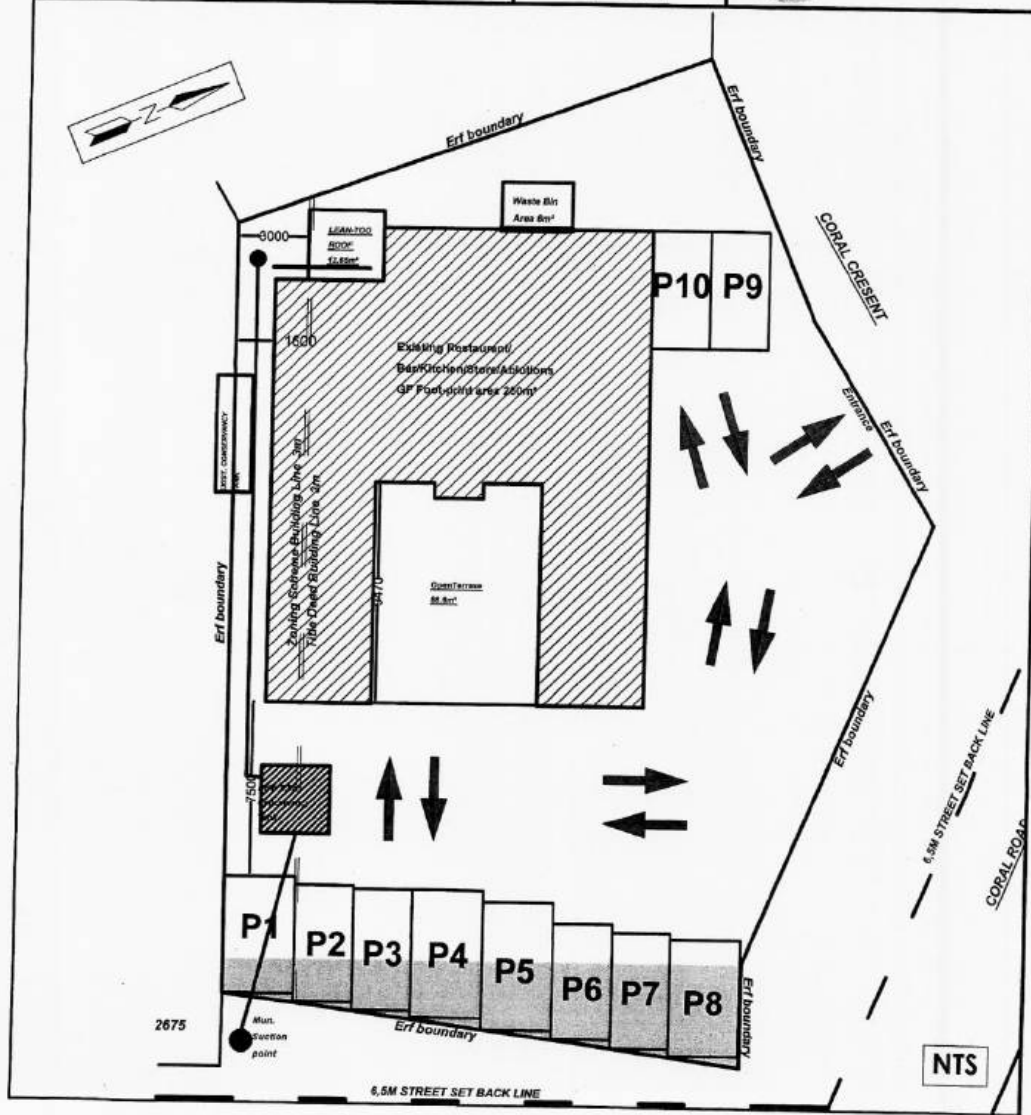 N
Erf boundary
Erf boundary
CORAL CRESENT
Waste Bin
Area 6m²
3000
LEAN-TOO
ROOF
P10
P9
1500
Existing Restaurant/
Bar/Kitchen/Store/Ablutions
GF Foot-print area 250m²
Entrance
Erf boundary
EXIST. CONSERVANCY
Zoning Scheme Building Line 3m
Title Deed Building Line 2m
Erf boundary
Open Terrace
Erf boundary
6,5M STREET SET BACK LINE
CORAL ROAD
7500
P1
P2
P3
P4
P5
P6
P7
P8
Erf boundary
2675
Mun.
Suction
point
Erf boundary
NTS
6,5M STREET SET BACK LINE